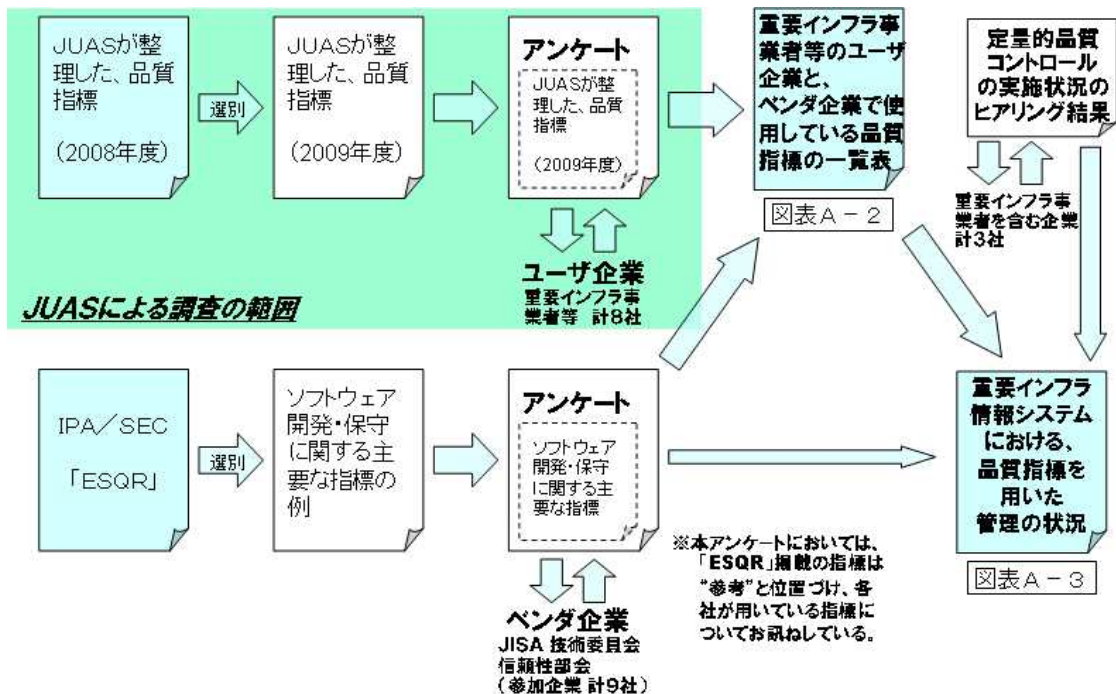 JUASが整
理した、品質
指標
(2008年度)
選別
JUASが整
理した、品質
指標
(2009年度)
アンケート
JUASが整
理した、品質
指標
(2009年度)
ユーザ企業
重要インフラ事
業者等 計8社
JUASによる調査の範囲
重要インフラ事
業者等のユーザ
企業と、
ベンダ企業で使
用している品質
指標の一覧表
図表A-2
定量的品質
コントロール
の実施状況の
ヒアリング結果
重要インフラ事
業者を含む企業
計3社
IPA/SEC
「ESQR」
選別
ソフトウェア
開発・保守
に関する主
要な指標の
例
アンケート
ソフトウェア
開発・保守
に関する主
要な指標
ベンダ企業
JISA 技術委員会
信頼性部会
(参加企業 計9社)
※本アンケートにおいては、
「ESQR」掲載の指標は
“参考”と位置づけ、各
社が用いている指標に
ついてお訊ねしている。
重要インフラ
情報システム
における、
品質指標を
用いた
管理の状況
図表A-3